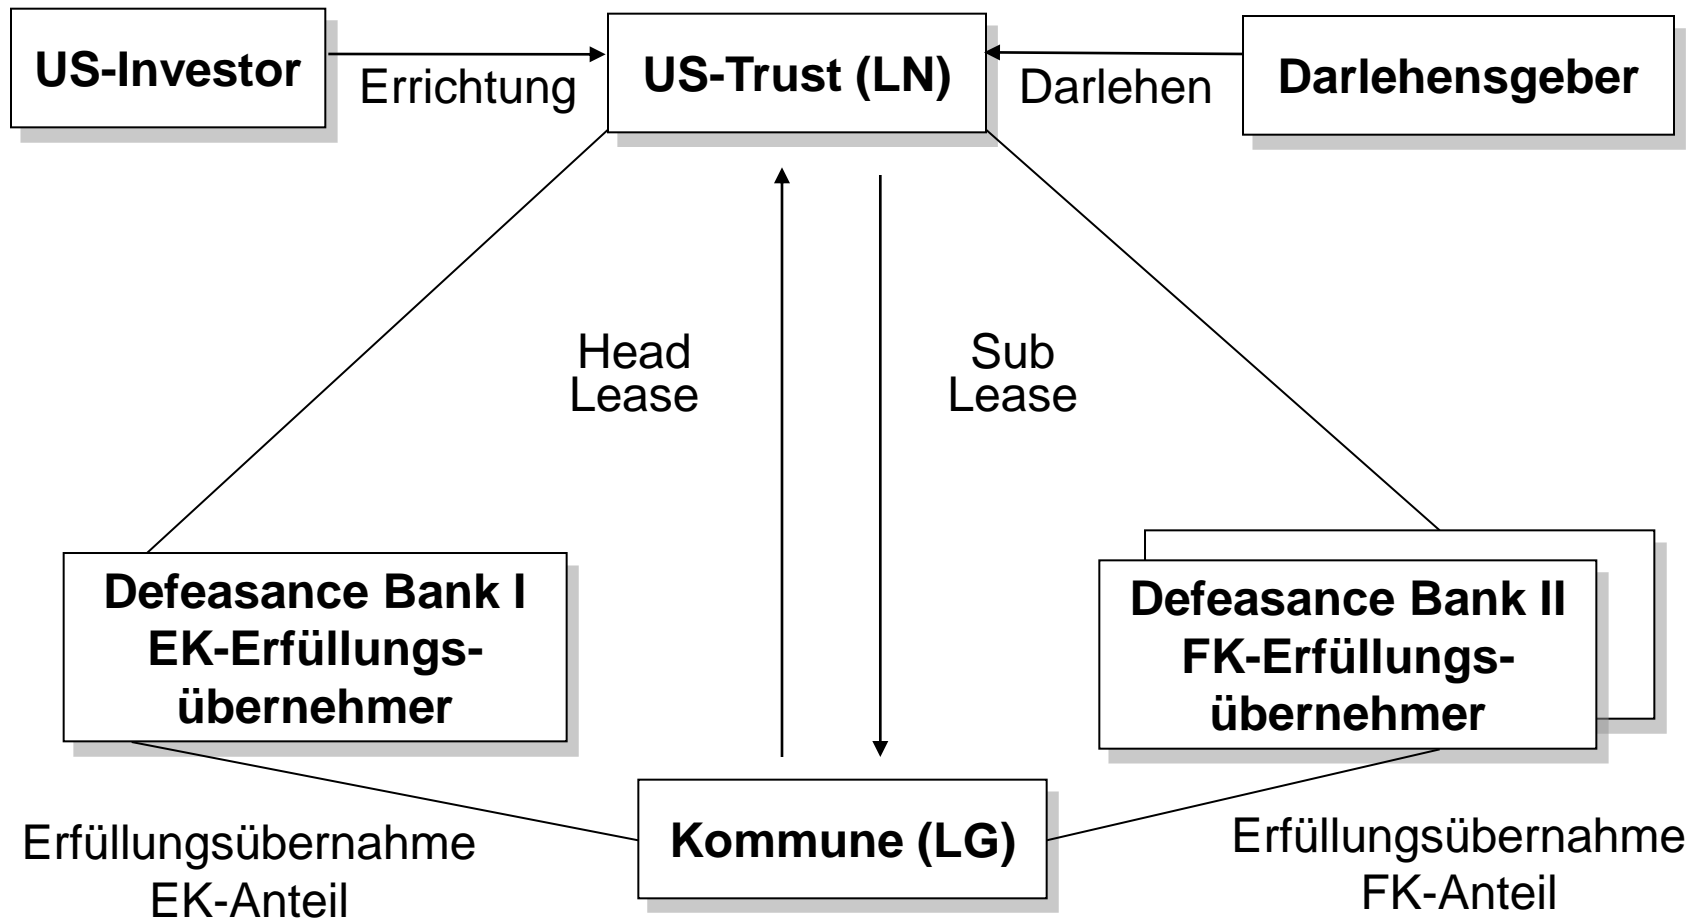 US-Investor
Errichtung
US-Trust (LN)
Darlehen
Darlehensgeber
Head
Lease
Sub
Lease
Defeasance Bank I
EK-Erfüllungs-
übernehmer
Defeasance Bank II
FK-Erfüllungs-
übernehmer
Erfüllungsübernahme
EK-Anteil
Kommune (LG)
Erfüllungsübernahme
FK-Anteil